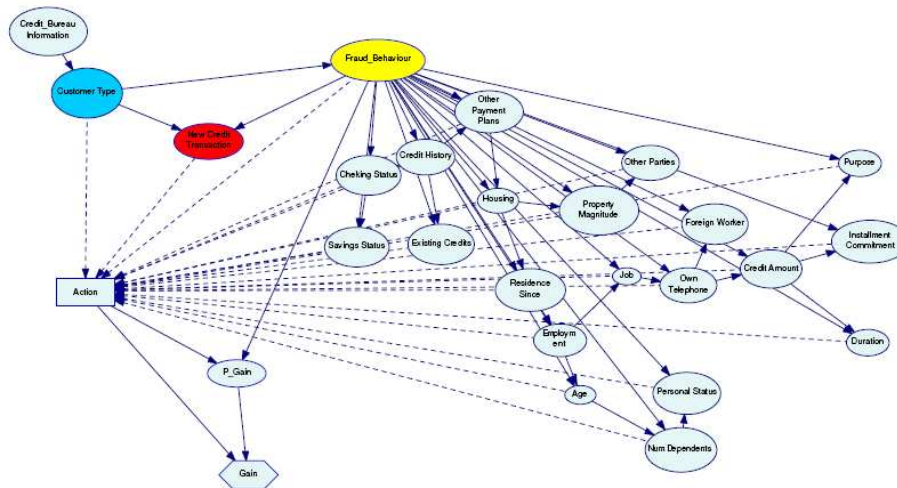 Credit_Bureau
Information
Fraud_Behaviour
Customer Type
Other
Payment
Plans
New Credit
Transaction
Credit History
Other Parties
Purpose
Cheking Status
Housing
Property
Magnitude
Foreign Worker
Savings Status
Existing Credits
Installment
Commitment
Action
Residence
Since
Job
Own
Telephone
Credit Amount
Employm
ent
Duration
P_Gain
Age
Personal Status
Num Dependents
Gain